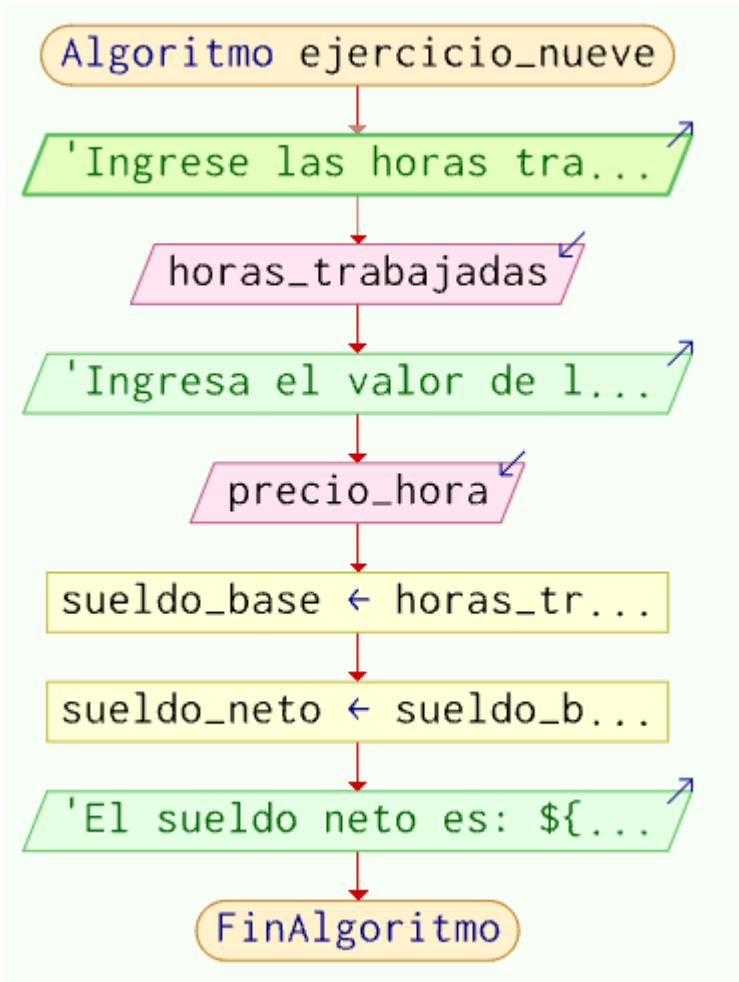 Algoritmo ejercicio_nueve
'Ingrese las horas tra...
horas_trabajadas
'Ingresa el valor de l...
precio_hora
sueldo_base ← horas_tr...
sueldo_neto ← sueldo_b...
'El sueldo neto es: ${...
FinAlgoritmo